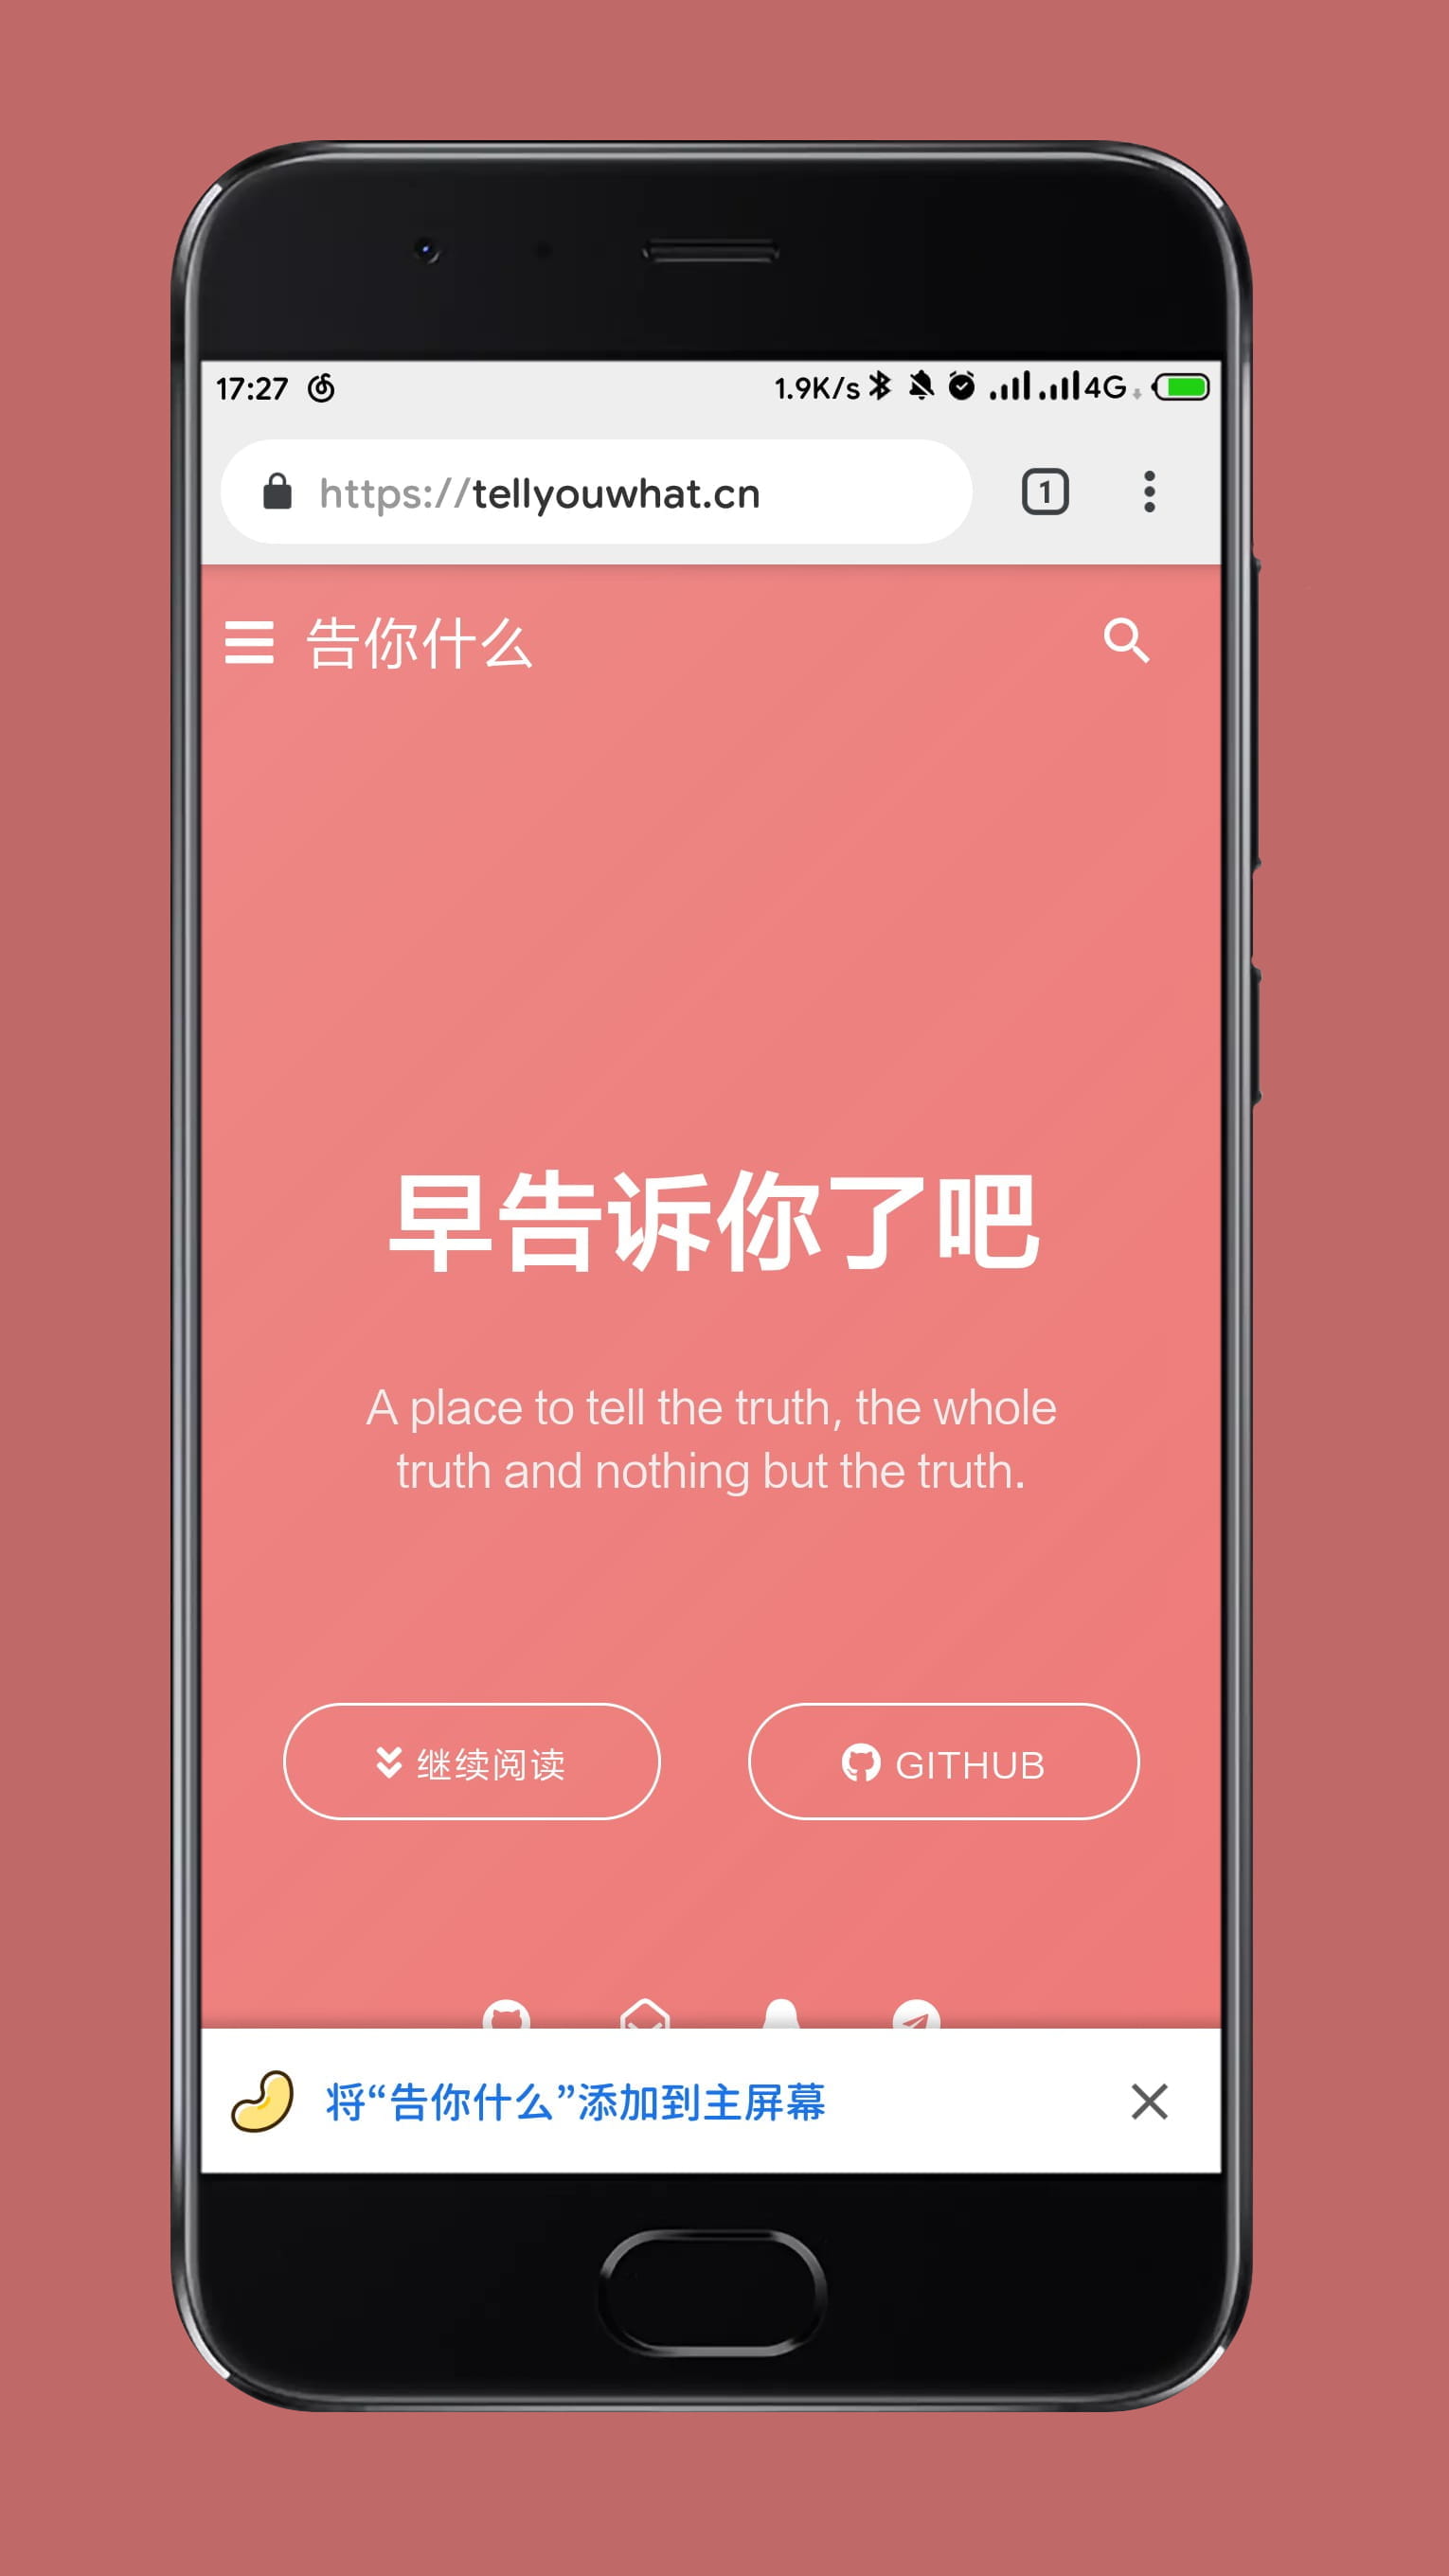 17:27 1.9K/s 4G
https://tellyouwhat.cn 1
告你什么
早告诉你了吧
A place to tell the truth, the whole
truth and nothing but the truth.
继续阅读 GITHUB
将“告你什么”添加到主屏幕